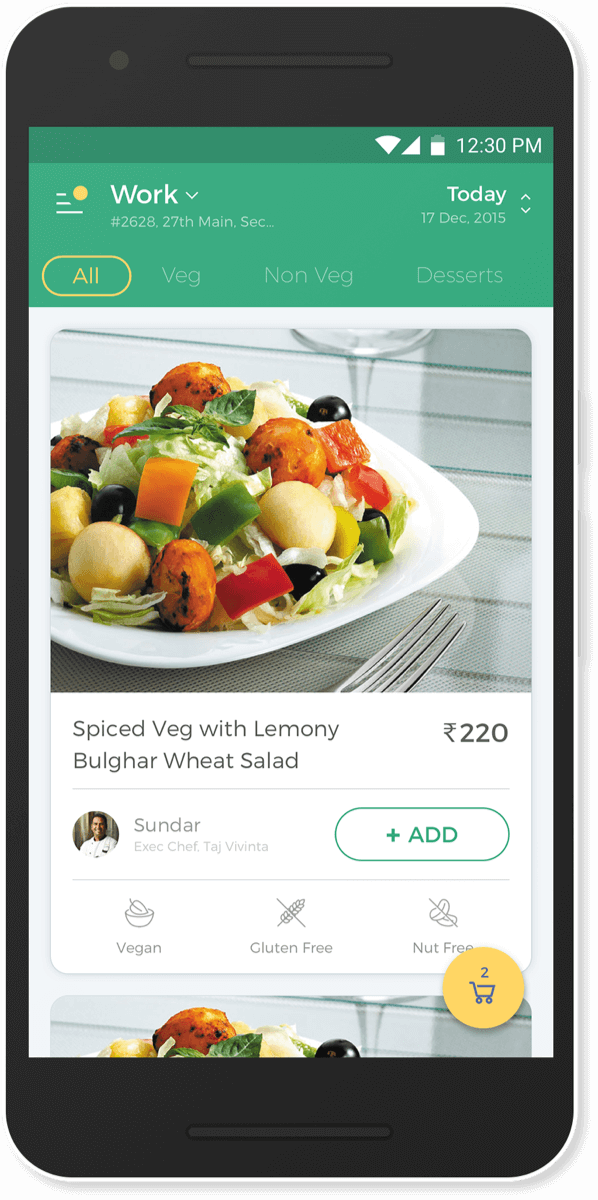 12:30 PM
Work
Today
#2628, 27th Main, Sec...
17 Dec, 2015
All
Veg
Non Veg
Desserts
Spiced Veg with Lemony
₹220
Bulghar Wheat Salad
Sundar
Exec Chef, Taj Vivinta
+ ADD
Vegan
Gluten Free
Nut Free
2